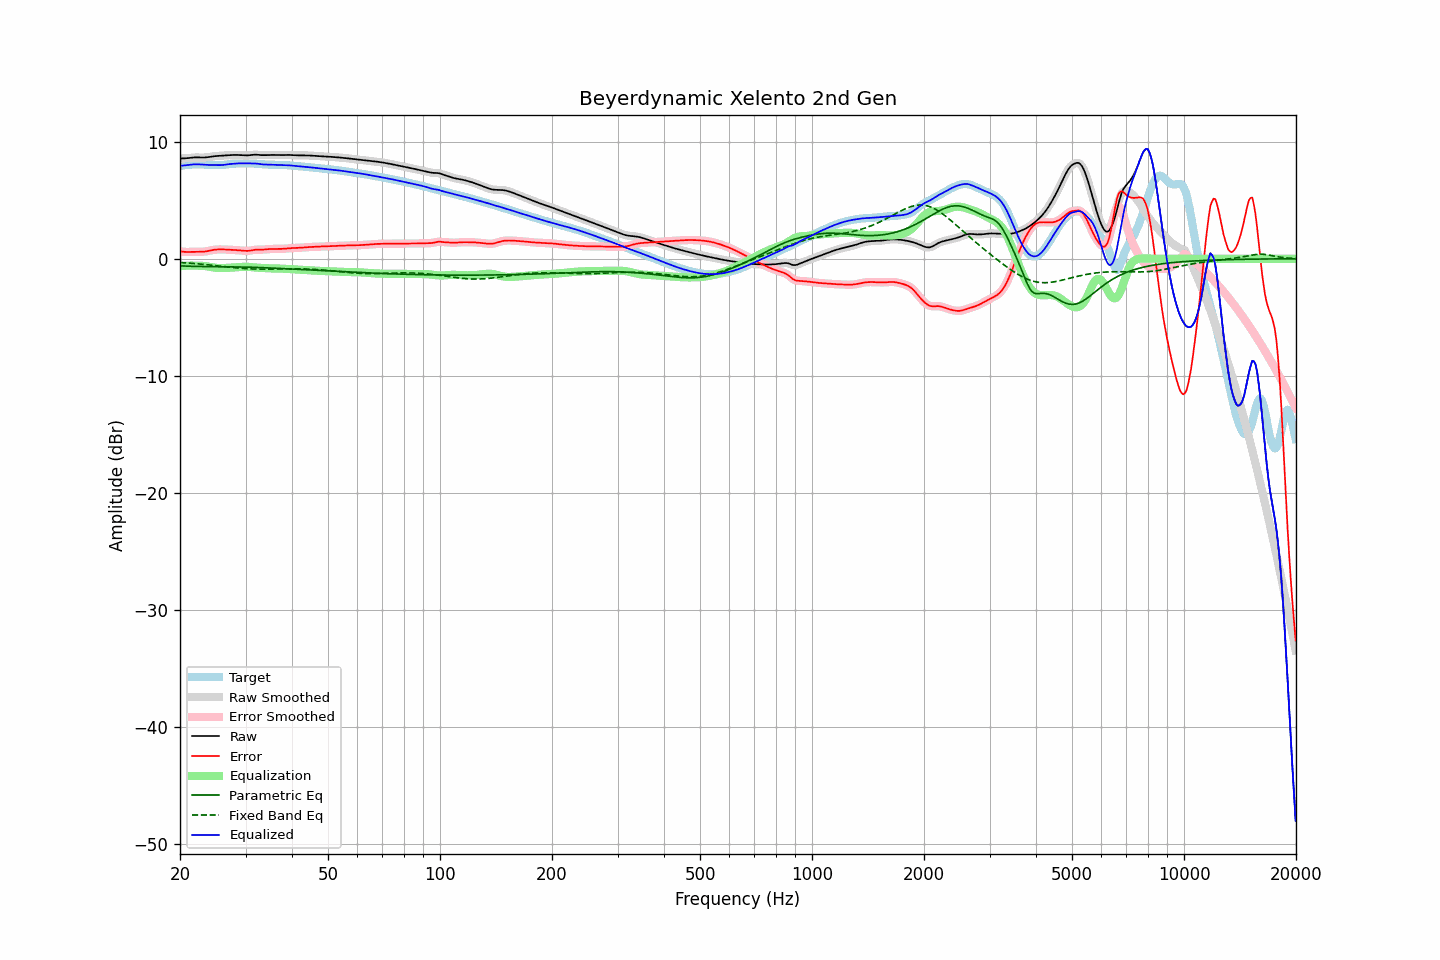 Beyerdynamic Xelento 2nd Gen
10
0
−10
−20
−30
−40
−50
Amplitude (dBr)
Target
Raw Smoothed
Error Smoothed
Raw
Error
Equalization
Parametric Eq
Fixed Band Eq
Equalized
20
50
100
200
500
1000
2000
5000
10000
20000
Frequency (Hz)